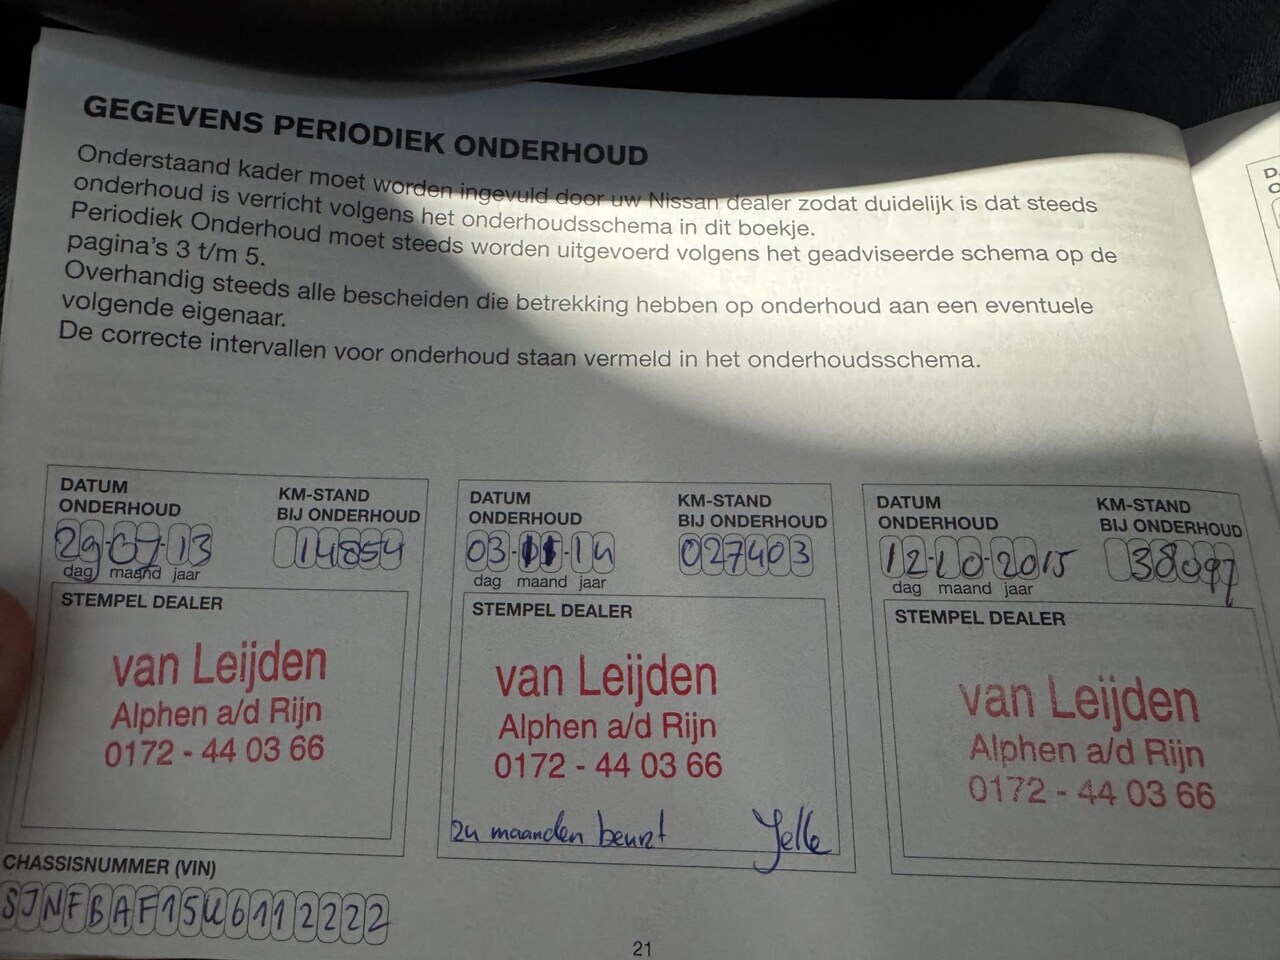 GEGEVENS PERIODIEK ONDERHOUD
Onderstaand kader moet worden ingevuld door uw Nissan dealer zodat duidelijk is dat steeds
onderhoud is verricht volgens het onderhoudsschema in dit boekje.
Periodiek Onderhoud moet steeds worden uitgevoerd volgens het geadviseerde schema op de
pagina's 3 t/m 5.
Overhandig steeds alle bescheiden die betrekking hebben op onderhoud aan een eventuele
volgende eigenaar.
De correcte intervallen voor onderhoud staan vermeld in het onderhoudsschema.
DATUM
ONDERHOUD
KM-STAND
BIJ ONDERHOUD
29-07-13
14854
dag maand jaar
STEMPEL DEALER
van Leijden
Alphen a/d Rijn
0172 - 44 03 66
DATUM
ONDERHOUD
KM-STAND
BIJ ONDERHOUD
03-11-14
027403
dag maand jaar
STEMPEL DEALER
van Leijden
Alphen a/d Rijn
0172 - 44 03 66
24 maanden beurt Jelle
DATUM
ONDERHOUD
KM-STAND
BIJ ONDERHOUD
12-10-2015
38097
dag maand jaar
STEMPEL DEALER
van Leijden
Alphen a/d Rijn
0172 - 44 03 66
CHASSISNUMMER (VIN)
SJNFBAF15U6112222
21